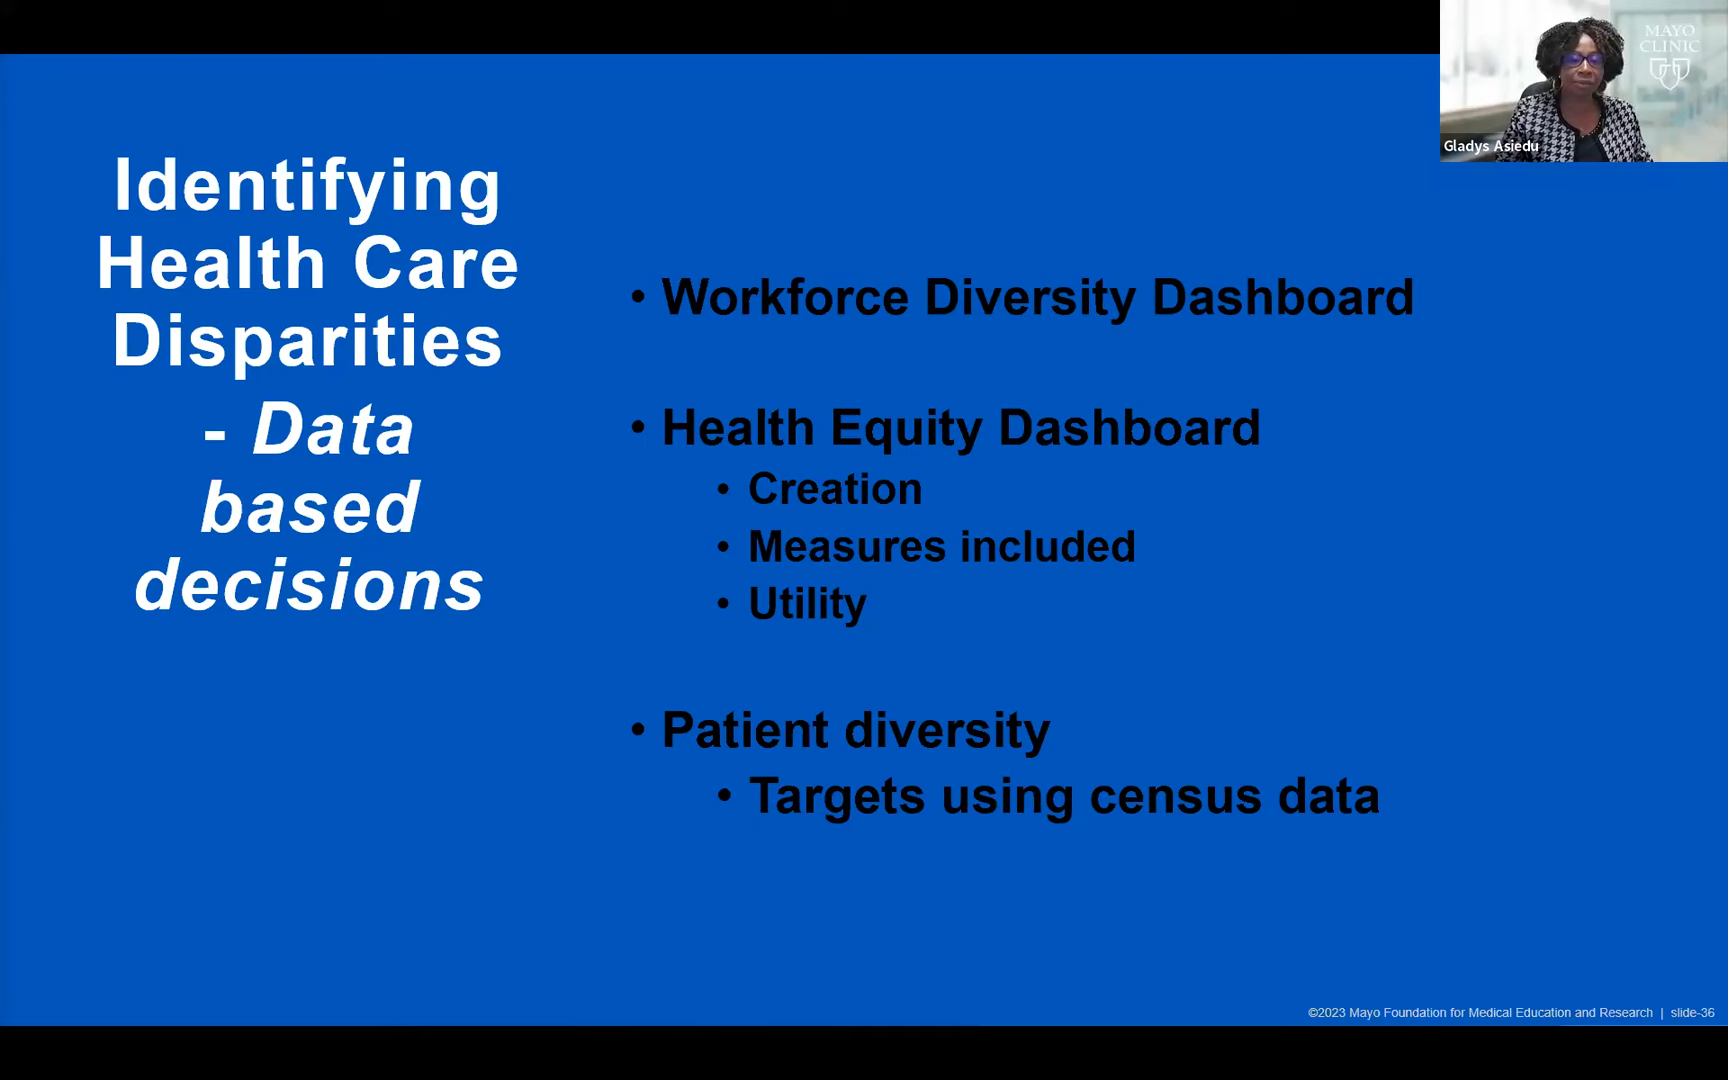 MAYO
CLINIC
Gladys Asiedu
Identifying
Health Care
Disparities
- Data
based
decisions
• Workforce Diversity Dashboard
• Health Equity Dashboard
• Creation
• Measures included
• Utility
• Patient diversity
• Targets using census data
©2023 Mayo Foundation for Medical Education and Research | slide-36